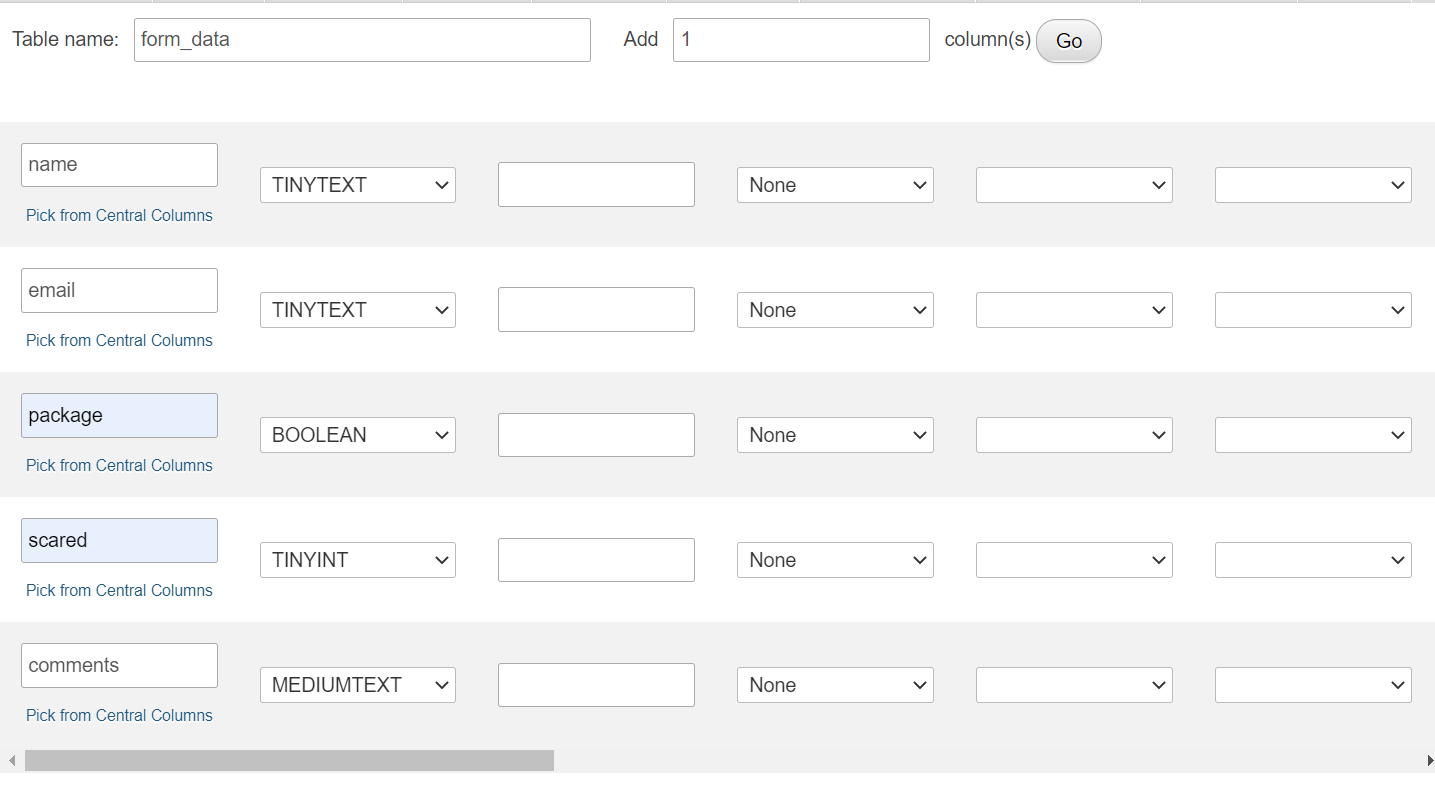 Table name: form_data Add 1 column(s) Go
name
TINYTEXT None
Pick from Central Columns
email
TINYTEXT None
Pick from Central Columns
package
BOOLEAN None
Pick from Central Columns
scared
TINYINT None
Pick from Central Columns
comments
MEDIUMTEXT None
Pick from Central Columns